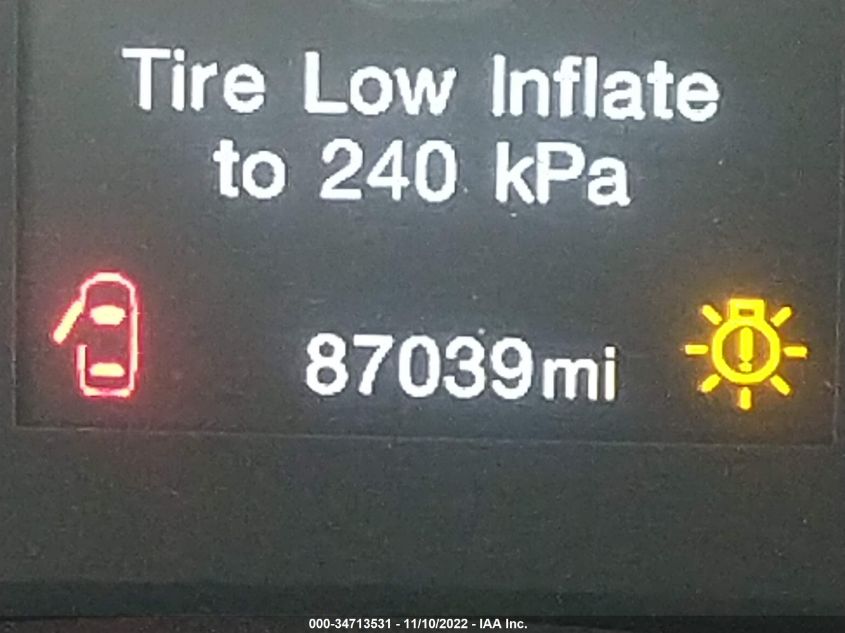 Tire Low Inflate
to 240 kPa
87039mi
000-34713531 - 11/10/2022 - IAA Inc.